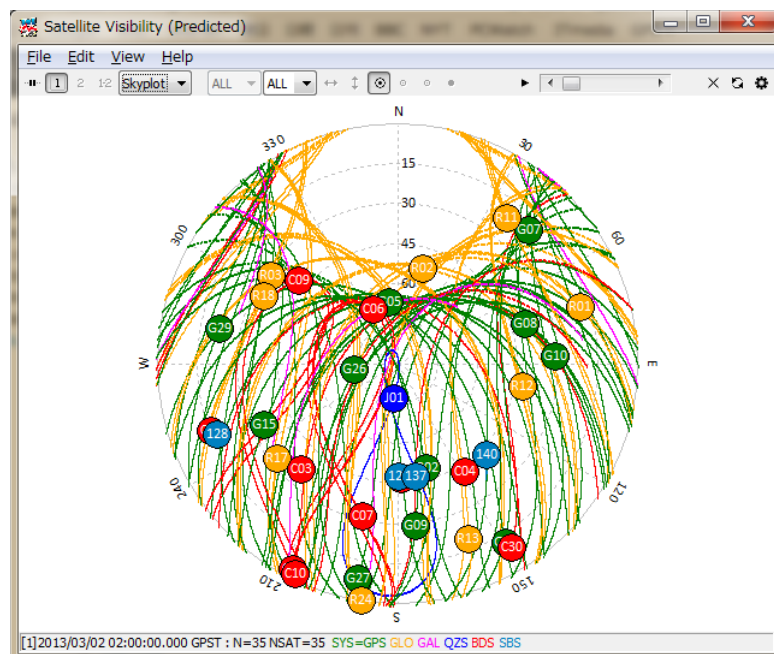 Satellite Visibility (Predicted)
File Edit View Help
1 2 1-2 Skyplot ALL ALL
N
330 30
15
30
R11
G07
300 45 60
R02
R03 C09 60
R18 C06 R01
G29 G08
W G26 G10 E
J01 R12
G15
128
R17 C03 C04 140
137
240 C07 G09 120
R13
C30
C10 G27
210 R24 150
S
[1]2013/03/02 02:00:00.000 GPST : N=35 NSAT=35 SYS=GPS GLO GAL QZS BDS SBS